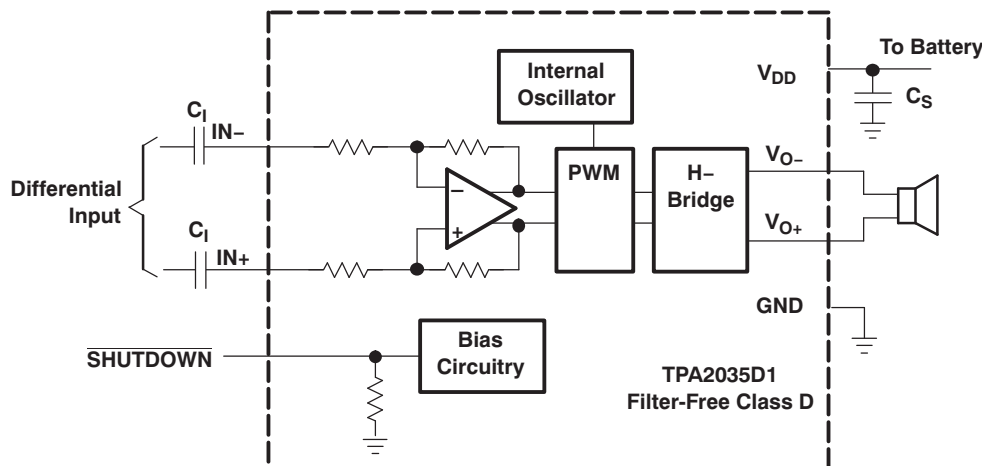 To Battery
Internal
Oscillator
VDD
CS
CI
IN−
Differential
Input
−
+
PWM
H−
Bridge
VO−
VO+
CI
IN+
GND
SHUTDOWN
Bias
Circuitry
TPA2035D1
Filter-Free Class D